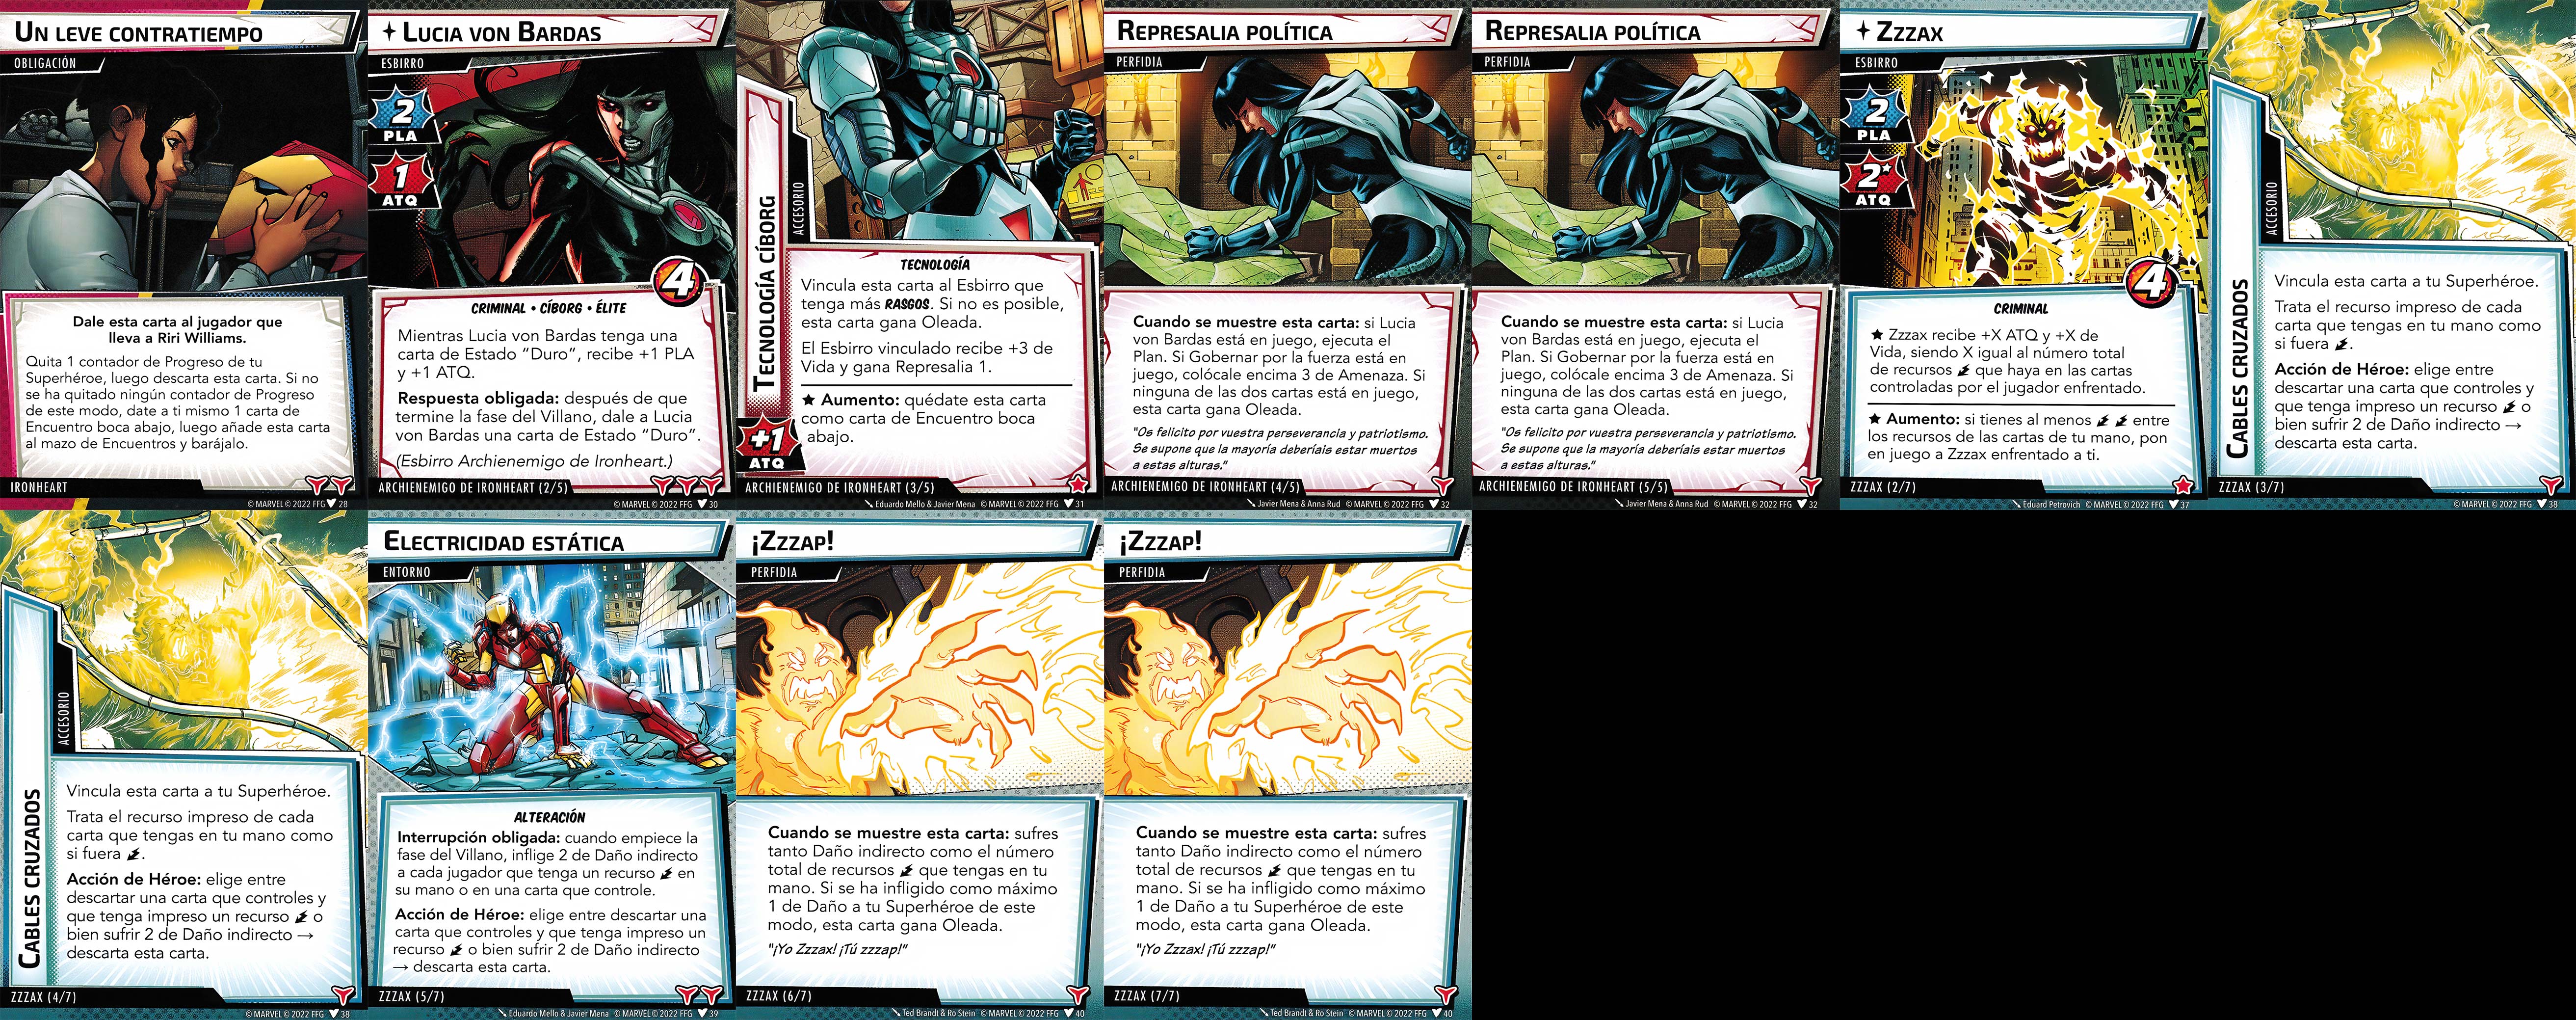 Un leve contratiempo
OBLIGACIÓN
Dale esta carta al jugador que
lleva a Riri Williams.
Quita 1 contador de Progreso de tu
Superhéroe, luego descarta esta carta. Si no
se ha quitado ningún contador de Progreso
de este modo, date a ti mismo 1 carta de
Encuentro boca abajo, luego añade esta carta
al mazo de Encuentros y barájalo.
IRONHEART
© MARVEL © 2022 FFG 28
Lucia von Bardas
ESBIRRO
2
PLA
1
ATQ
4
CRIMINAL • CÍBORG • ÉLITE
Mientras Lucia von Bardas tenga una
carta de Estado “Duro”, recibe +1 PLA
y +1 ATQ.
Respuesta obligada: después de que
termine la fase del Villano, dale a Lucia
von Bardas una carta de Estado “Duro”.
(Esbirro Archienemigo de Ironheart.)
ARCHIENEMIGO DE IRONHEART (2/5)
© MARVEL © 2022 FFG 30
Tecnología cíborg
ACCESORIO
TECNOLOGÍA
Vincula esta carta al Esbirro que
tenga más RASGOS. Si no es posible,
esta carta gana Oleada.
El Esbirro vinculado recibe +3 de
Vida y gana Represalia 1.
★ Aumento: quédate esta carta
como carta de Encuentro boca
abajo.
+1
ATQ
ARCHIENEMIGO DE IRONHEART (3/5)
Eduardo Mello & Javier Mena © MARVEL © 2022 FFG 31
Represalia política
PERFIDIA
Cuando se muestre esta carta: si Lucia
von Bardas está en juego, ejecuta el
Plan. Si Gobernar por la fuerza está en
juego, colócale encima 3 de Amenaza. Si
ninguna de las dos cartas está en juego,
esta carta gana Oleada.
"Os felicito por vuestra perseverancia y patriotismo.
Se supone que la mayoría deberíais estar muertos
a estas alturas."
ARCHIENEMIGO DE IRONHEART (4/5)
Javier Mena & Anna Rud © MARVEL © 2022 FFG 32
Represalia política
PERFIDIA
Cuando se muestre esta carta: si Lucia
von Bardas está en juego, ejecuta el
Plan. Si Gobernar por la fuerza está en
juego, colócale encima 3 de Amenaza. Si
ninguna de las dos cartas está en juego,
esta carta gana Oleada.
"Os felicito por vuestra perseverancia y patriotismo.
Se supone que la mayoría deberíais estar muertos
a estas alturas."
ARCHIENEMIGO DE IRONHEART (5/5)
Javier Mena & Anna Rud © MARVEL © 2022 FFG 32
Zzzax
ESBIRRO
2
PLA
2★
ATQ
4
CRIMINAL
★ Zzzax recibe +X ATQ y +X de
Vida, siendo X igual al número total
de recursos que haya en las cartas
controladas por el jugador enfrentado.
★ Aumento: si tienes al menos entre
los recursos de las cartas de tu mano, pon
en juego a Zzzax enfrentado a ti.
ZZZAX (2/7)
Eduard Petrovich © MARVEL © 2022 FFG 37
Cables cruzados
ACCESORIO
Vincula esta carta a tu Superhéroe.
Trata el recurso impreso de cada
carta que tengas en tu mano como
si fuera .
Acción de Héroe: elige entre
descartar una carta que controles y
que tenga impreso un recurso o
bien sufrir 2 de Daño indirecto →
descarta esta carta.
ZZZAX (3/7)
© MARVEL © 2022 FFG 38
Cables cruzados
ACCESORIO
Vincula esta carta a tu Superhéroe.
Trata el recurso impreso de cada
carta que tengas en tu mano como
si fuera .
Acción de Héroe: elige entre
descartar una carta que controles y
que tenga impreso un recurso o
bien sufrir 2 de Daño indirecto →
descarta esta carta.
ZZZAX (4/7)
© MARVEL © 2022 FFG 38
Electricidad estática
ENTORNO
ALTERACIÓN
Interrupción obligada: cuando empiece la
fase del Villano, inflige 2 de Daño indirecto
a cada jugador que tenga un recurso en
su mano o en una carta que controle.
Acción de Héroe: elige entre descartar una
carta que controles y que tenga impreso un
recurso o bien sufrir 2 de Daño indirecto
→ descarta esta carta.
ZZZAX (5/7)
Eduardo Mello & Javier Mena © MARVEL © 2022 FFG 39
¡Zzzap!
PERFIDIA
Cuando se muestre esta carta: sufres
tanto Daño indirecto como el número
total de recursos que tengas en tu
mano. Si se ha infligido como máximo
1 de Daño a tu Superhéroe de este
modo, esta carta gana Oleada.
"¡Yo Zzzax! ¡Tú zzzap!"
ZZZAX (6/7)
Ted Brandt & Ro Stein © MARVEL © 2022 FFG 40
¡Zzzap!
PERFIDIA
Cuando se muestre esta carta: sufres
tanto Daño indirecto como el número
total de recursos que tengas en tu
mano. Si se ha infligido como máximo
1 de Daño a tu Superhéroe de este
modo, esta carta gana Oleada.
"¡Yo Zzzax! ¡Tú zzzap!"
ZZZAX (7/7)
Ted Brandt & Ro Stein © MARVEL © 2022 FFG 40